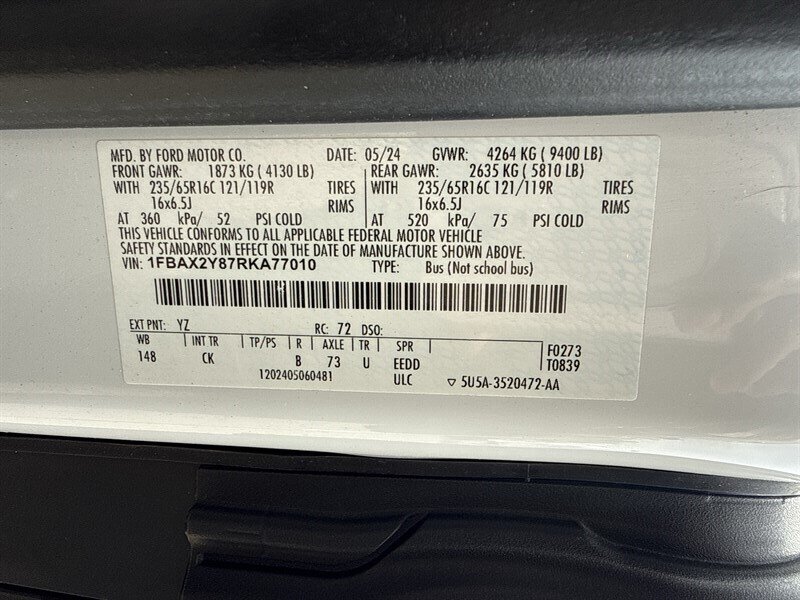 MFD. BY FORD MOTOR CO. DATE: 05/24 GVWR: 4264 KG ( 9400 LB)
FRONT GAWR: 1873 KG ( 4130 LB) REAR GAWR: 2635 KG ( 5810 LB)
WITH 235/65R16C 121/119R TIRES WITH 235/65R16C 121/119R TIRES
16x6.5J RIMS 16x6.5J RIMS
AT 360 kPa/ 52 PSI COLD AT 520 kPa/ 75 PSI COLD
THIS VEHICLE CONFORMS TO ALL APPLICABLE FEDERAL MOTOR VEHICLE
SAFETY STANDARDS IN EFFECT ON THE DATE OF MANUFACTURE SHOWN ABOVE.
VIN: 1FBAX2Y87RKA77010 TYPE: Bus (Not school bus)
EXT PNT: YZ RC: 72 DSO:
WB INT TR TP/PS R AXLE TR SPR F0273
148 CK B 73 U EEDD T0839
1202405060481 ULC ▽ 5U5A-3520472-AA